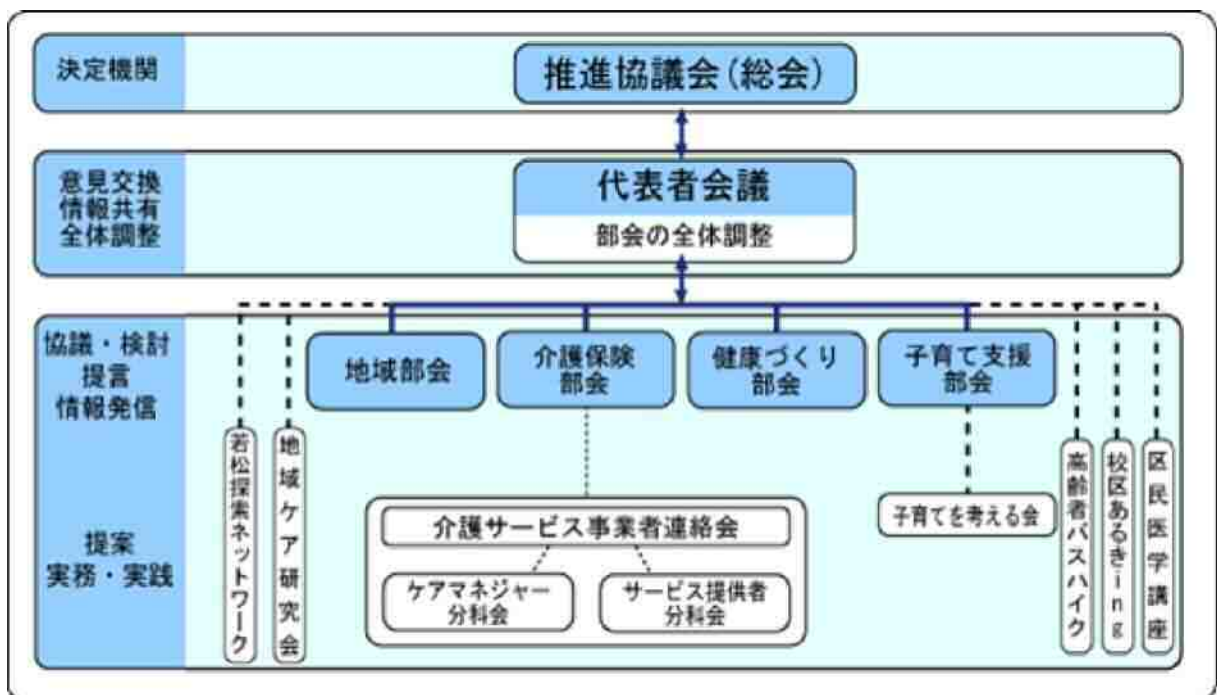 決定機関
推進協議会(総会)
意見交換
情報共有
全体調整
代表者会議
部会の全体調整
協議・検討
提言
情報発信
地域部会
介護保険
部会
健康づくり
部会
子育て支援
部会
提案
実務・実践
若松探索ネットワーク
地域ケア研究会
介護サービス事業者連絡会
ケアマネジャー
分科会
サービス提供者
分科会
子育てを考える会
高齢者バスハイク
校区あるきing
区民医学講座